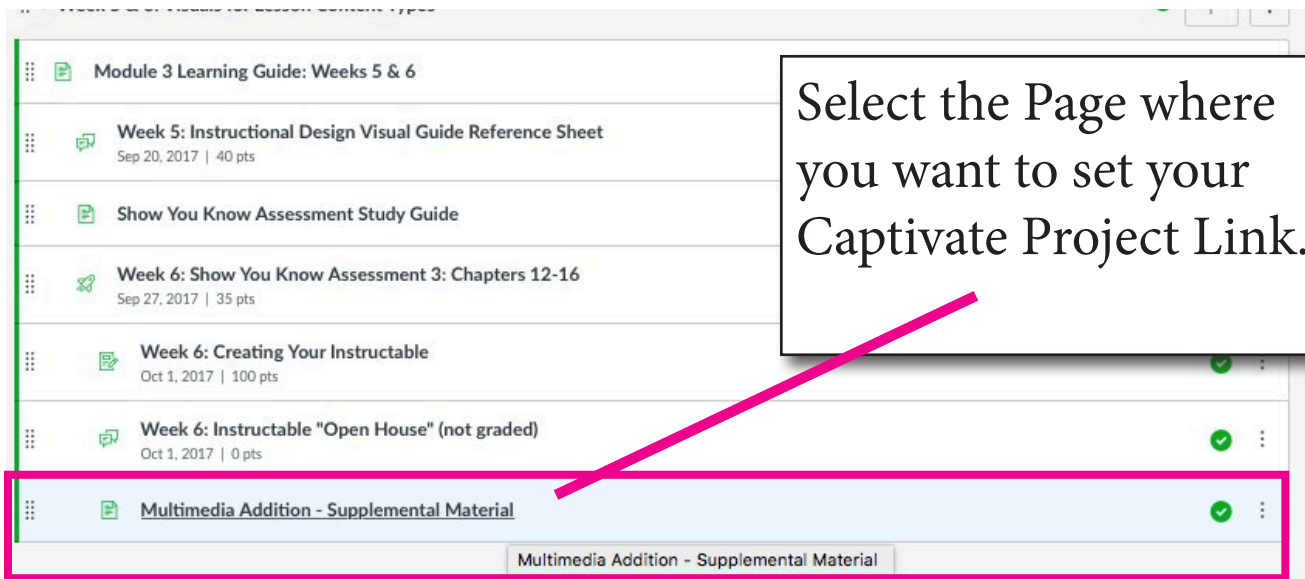 Module 3 Learning Guide: Weeks 5 & 6
Select the Page where
you want to set your
Captivate Project Link.
Week 5: Instructional Design Visual Guide Reference Sheet
Sep 20, 2017 | 40 pts
Show You Know Assessment Study Guide
Week 6: Show You Know Assessment 3: Chapters 12-16
Sep 27, 2017 | 35 pts
Week 6: Creating Your Instructable
Oct 1, 2017 | 100 pts
Week 6: Instructable "Open House" (not graded)
Oct 1, 2017 | 0 pts
Multimedia Addition - Supplemental Material
Multimedia Addition - Supplemental Material